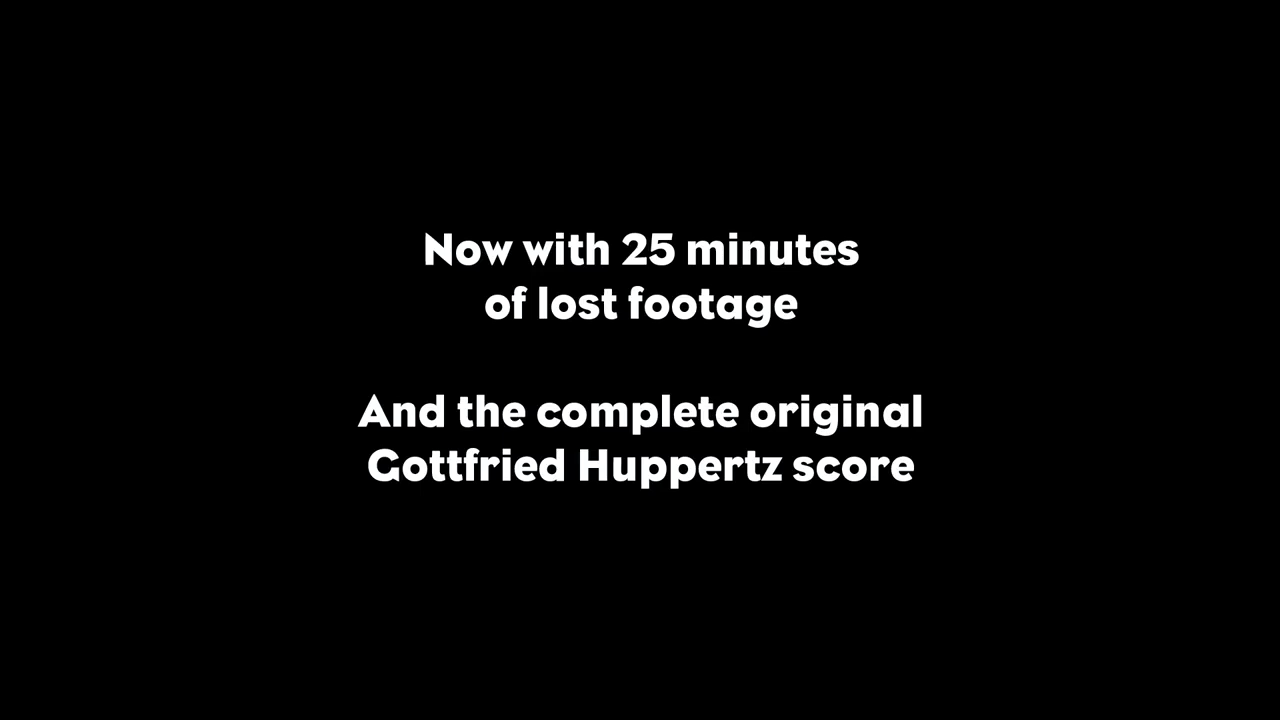 Now with 25 minutes
of lost footage
And the complete original
Gottfried Huppertz score